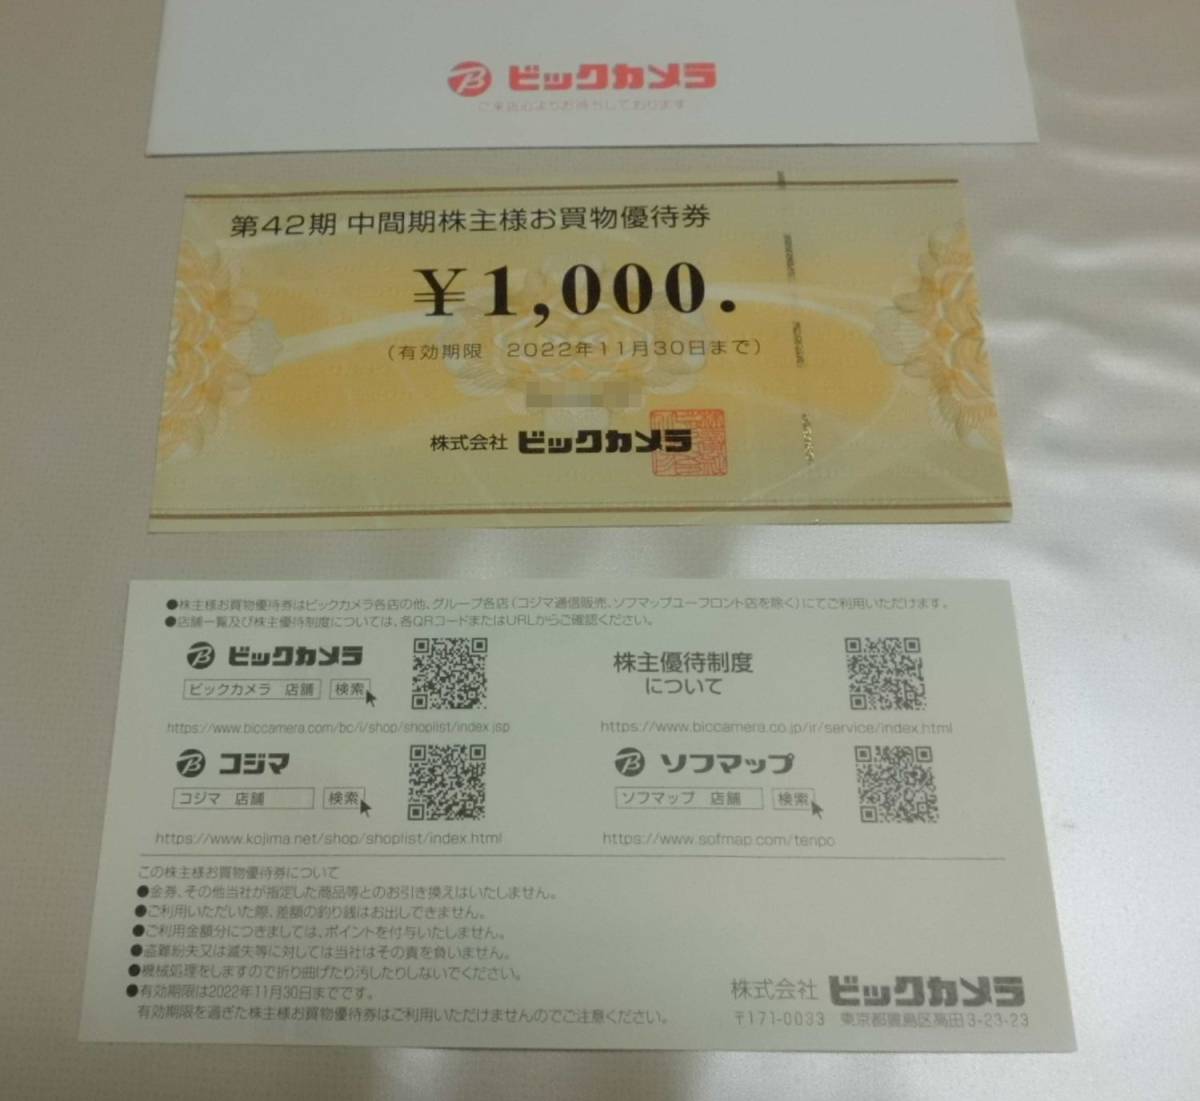 ビックカメラ
ご来店心よりお待ちしております
第42期 中間期株主様お買物優待券
￥1,000.
(有効期限 2022年11月30日まで)
株式会社 ビックカメラ
●株主様お買物優待券はビックカメラ各店の他、グループ各店(コジマ通信販売、ソフマップユーフロント店を除く)にてご利用いただけます。
●店舗一覧及び株主優待制度については、各QRコードまたはURLからご確認ください。
ビックカメラ
ビックカメラ 店舗 検索
https://www.biccamera.com/bc/i/shop/shoplist/index.jsp
株主優待制度
について
https://www.biccamera.co.jp/ir/service/index.html
コジマ
コジマ 店舗 検索
https://www.kojima.net/shop/shoplist/index.html
ソフマップ
ソフマップ 店舗 検索
https://www.sofmap.com/tenpo
この株主様お買物優待券について
●金券、その他当社が指定した商品等とのお引き換えはいたしません。
●ご利用いただいた際、差額の釣り銭はお出しできません。
●ご利用金額分につきましては、ポイントを付与いたしません。
●盗難紛失又は滅失等に対しては当社はその責を負いません。
●機械処理をしますので折り曲げたり汚したりしないでください。
●有効期限は2022年11月30日までです。
有効期限を過ぎた株主様お買物優待券はご利用いただけませんのでご注意ください。
株式会社 ビックカメラ
〒171-0033 東京都豊島区高田3-23-23